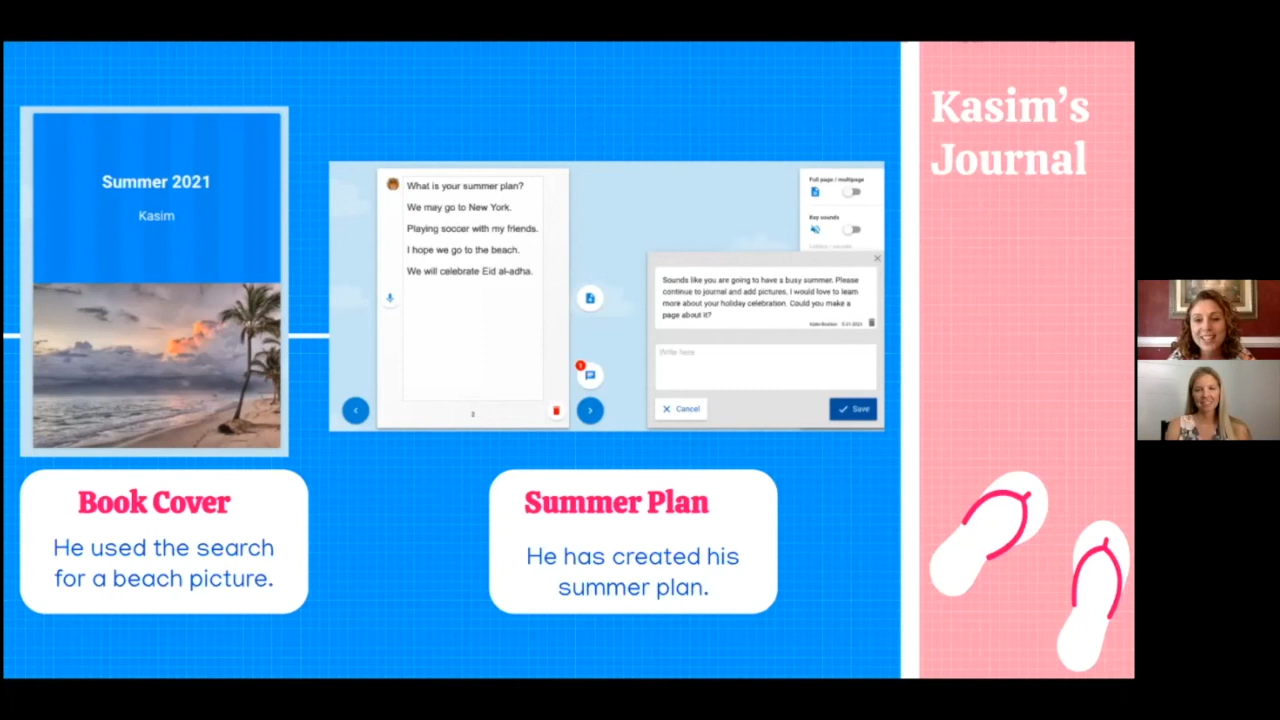 Kasim's
Journal
Summer 2021
Kasim
What is your summer plan?
We may go to New York.
Playing soccer with my friends.
I hope we go to the beach.
We will celebrate Eid al-adha.
2
1
Full page / multipage
Key sounds
Sounds like you are going to have a busy summer. Please
continue to journal and add pictures. I would love to learn
more about your holiday celebration. Could you make a
page about it?
Write here
Cancel
Save
Book Cover
He used the search
for a beach picture.
Summer Plan
He has created his
summer plan.